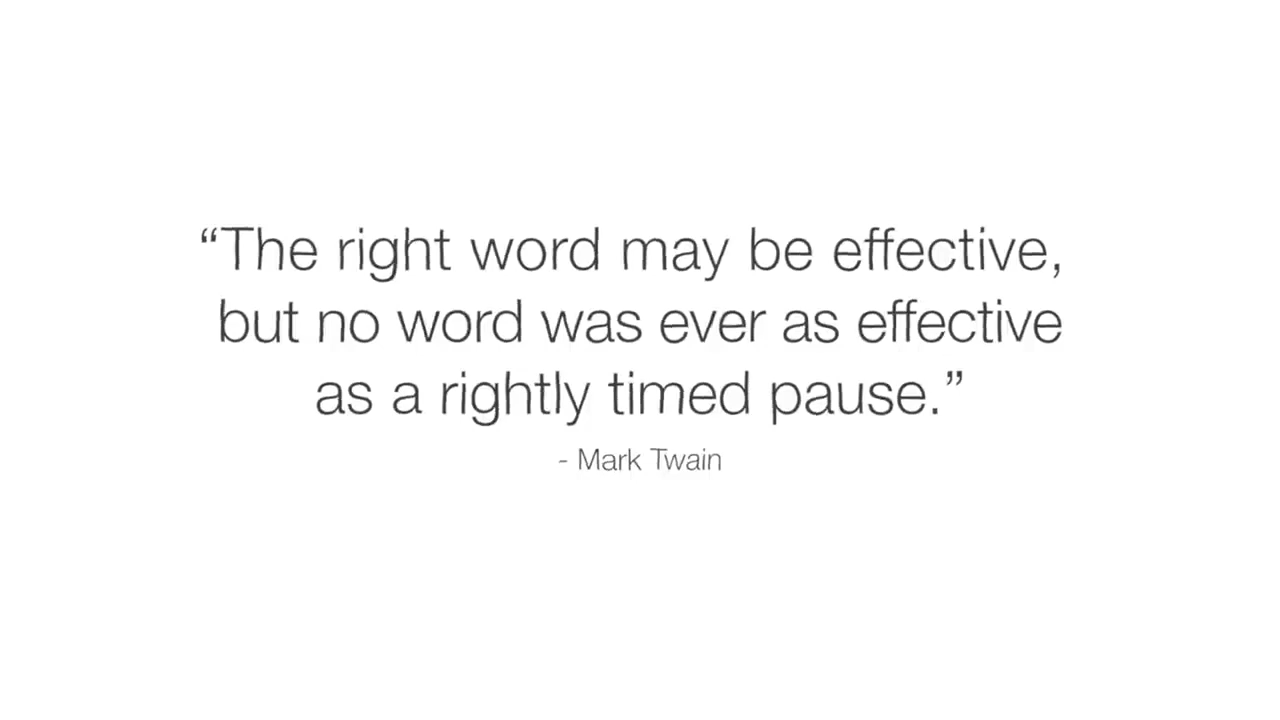 “The right word may be effective,
but no word was ever as effective
as a rightly timed pause.”
- Mark Twain